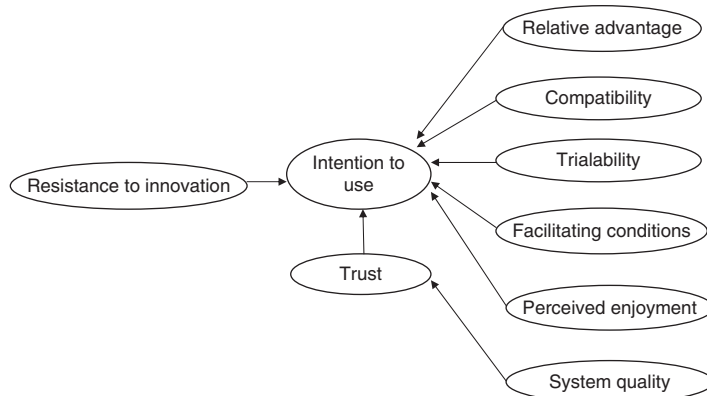 Relative advantage
Compatibility
Intention to
use
Trialability
Resistance to innovation
Facilitating conditions
Trust
Perceived enjoyment
System quality